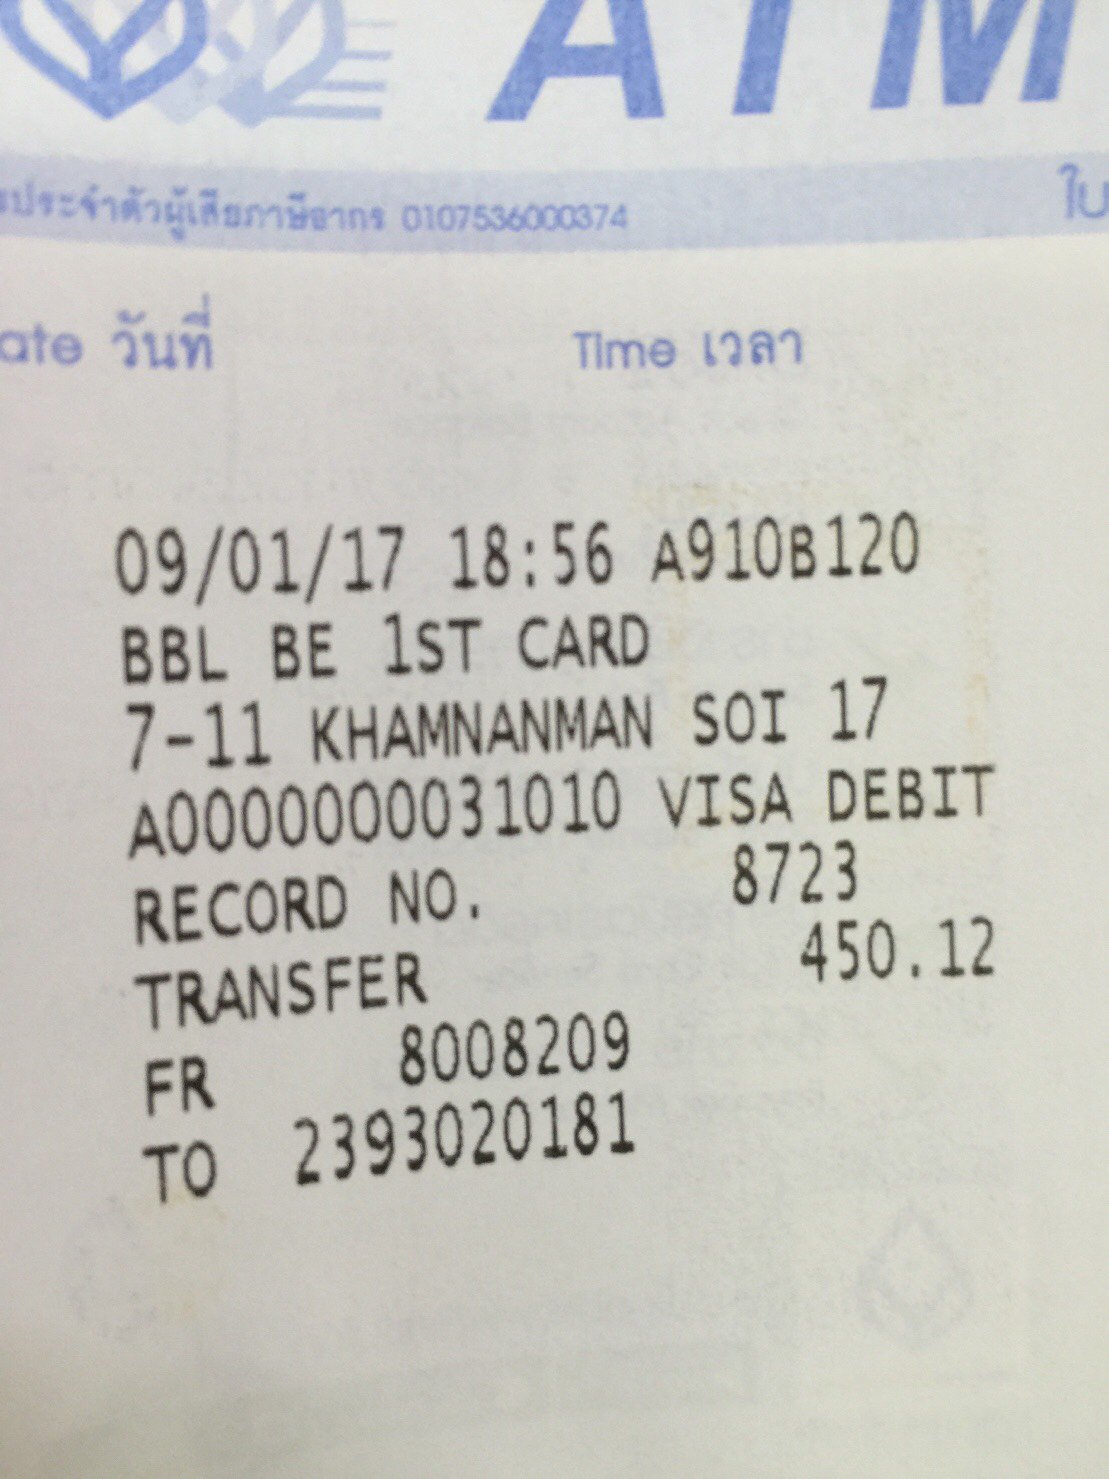 ATM
ประจำตัวผู้เสียภาษีอากร 0107536000374
ate วันที่ Time เวลา
09/01/17 18:56 A910B120
BBL BE 1ST CARD
7-11 KHAMNANMAN SOI 17
A0000000031010 VISA DEBIT
RECORD NO. 8723
TRANSFER 450.12
FR 8008209
TO 2393020181